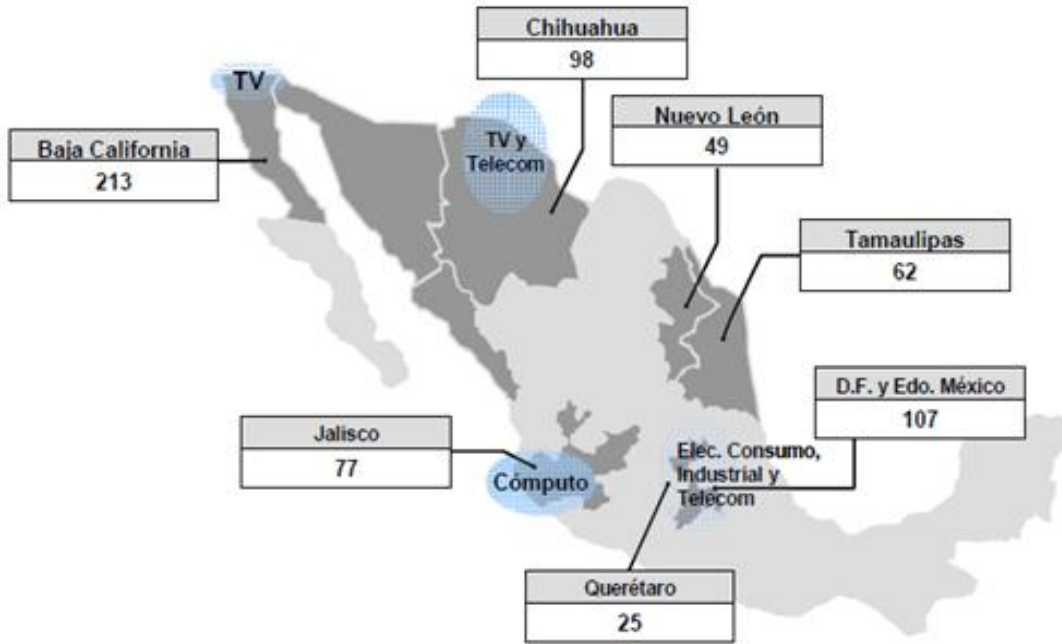 Chihuahua
98
TV
TV y
Telecom
Nuevo León
49
Baja California
213
Tamaulipas
62
D.F. y Edo. México
107
Jalisco
77
Cómputo
Elec. Consumo,
Industrial y
Telecom
Querétaro
25